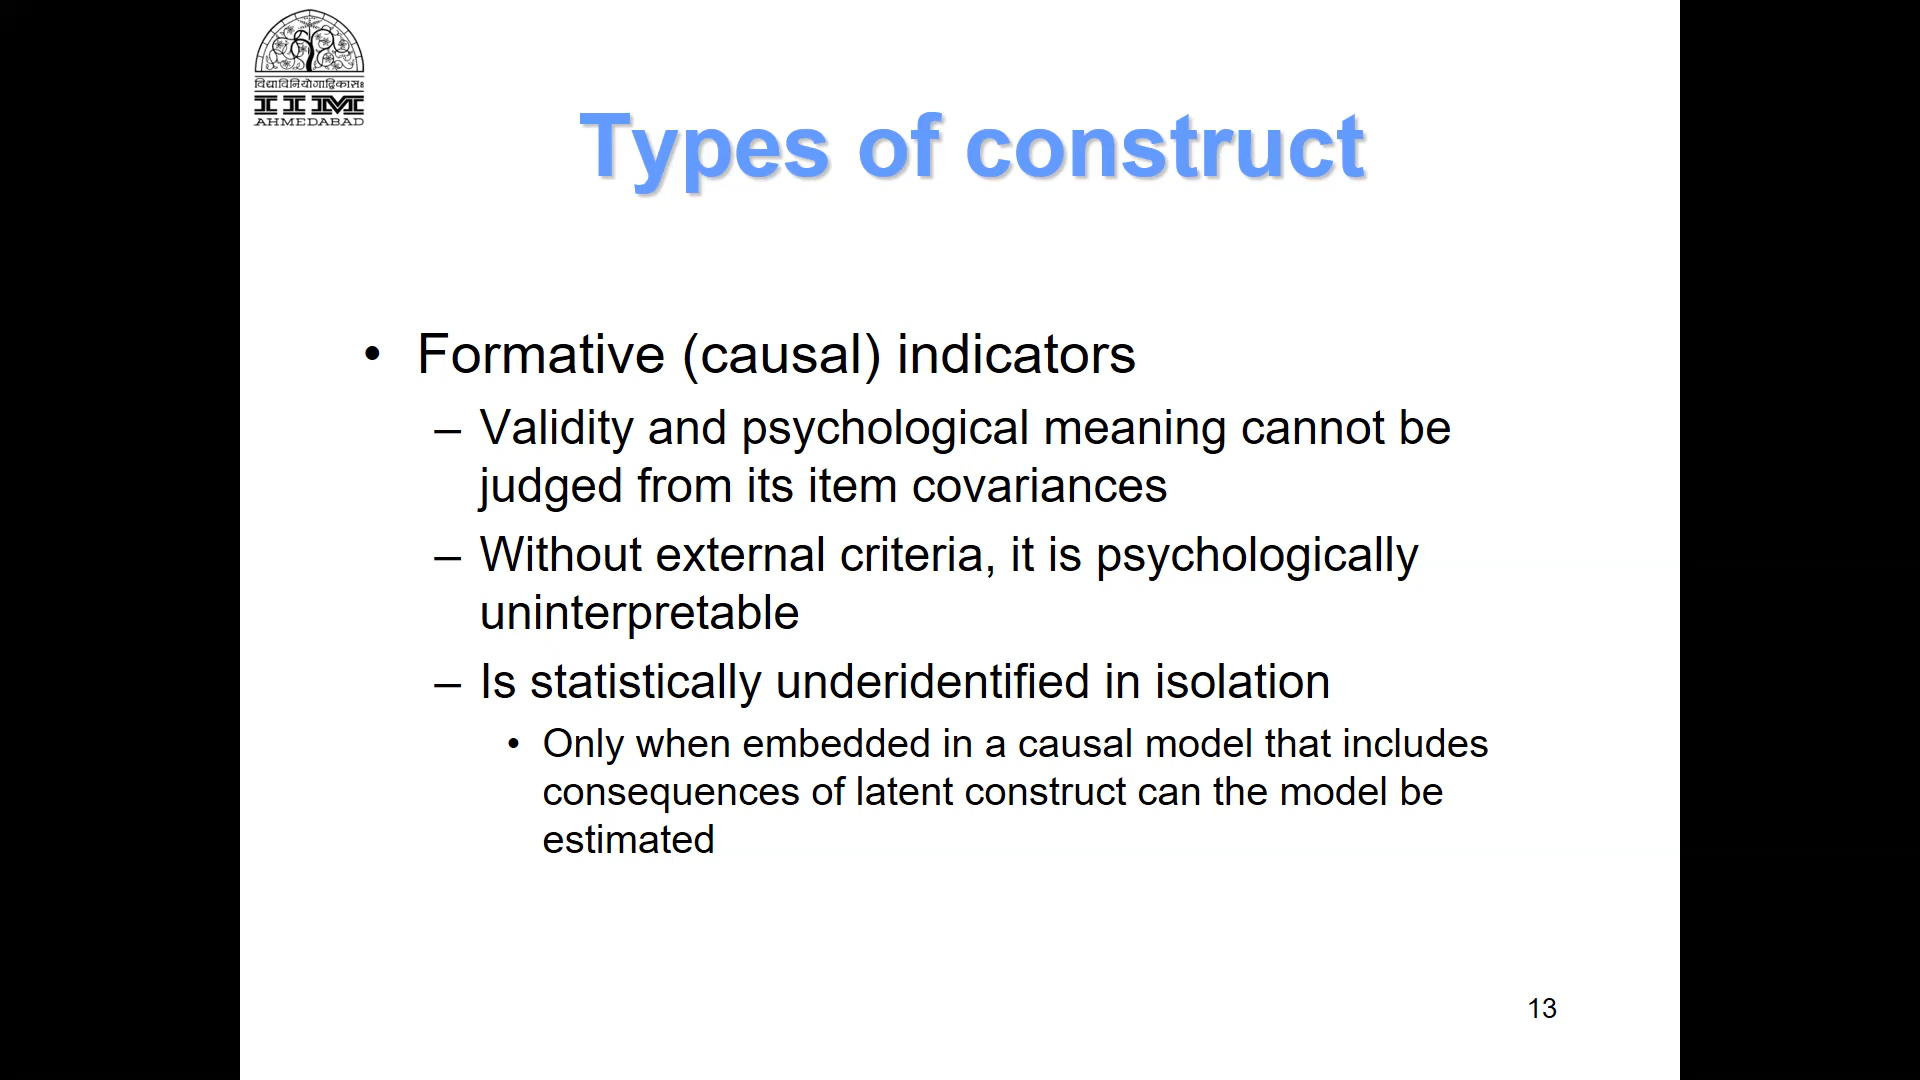 विद्याविनियोगाद्विकासः
IIM
AHMEDABAD
Types of construct
• Formative (causal) indicators
– Validity and psychological meaning cannot be
judged from its item covariances
– Without external criteria, it is psychologically
uninterpretable
– Is statistically underidentified in isolation
• Only when embedded in a causal model that includes
consequences of latent construct can the model be
estimated
13